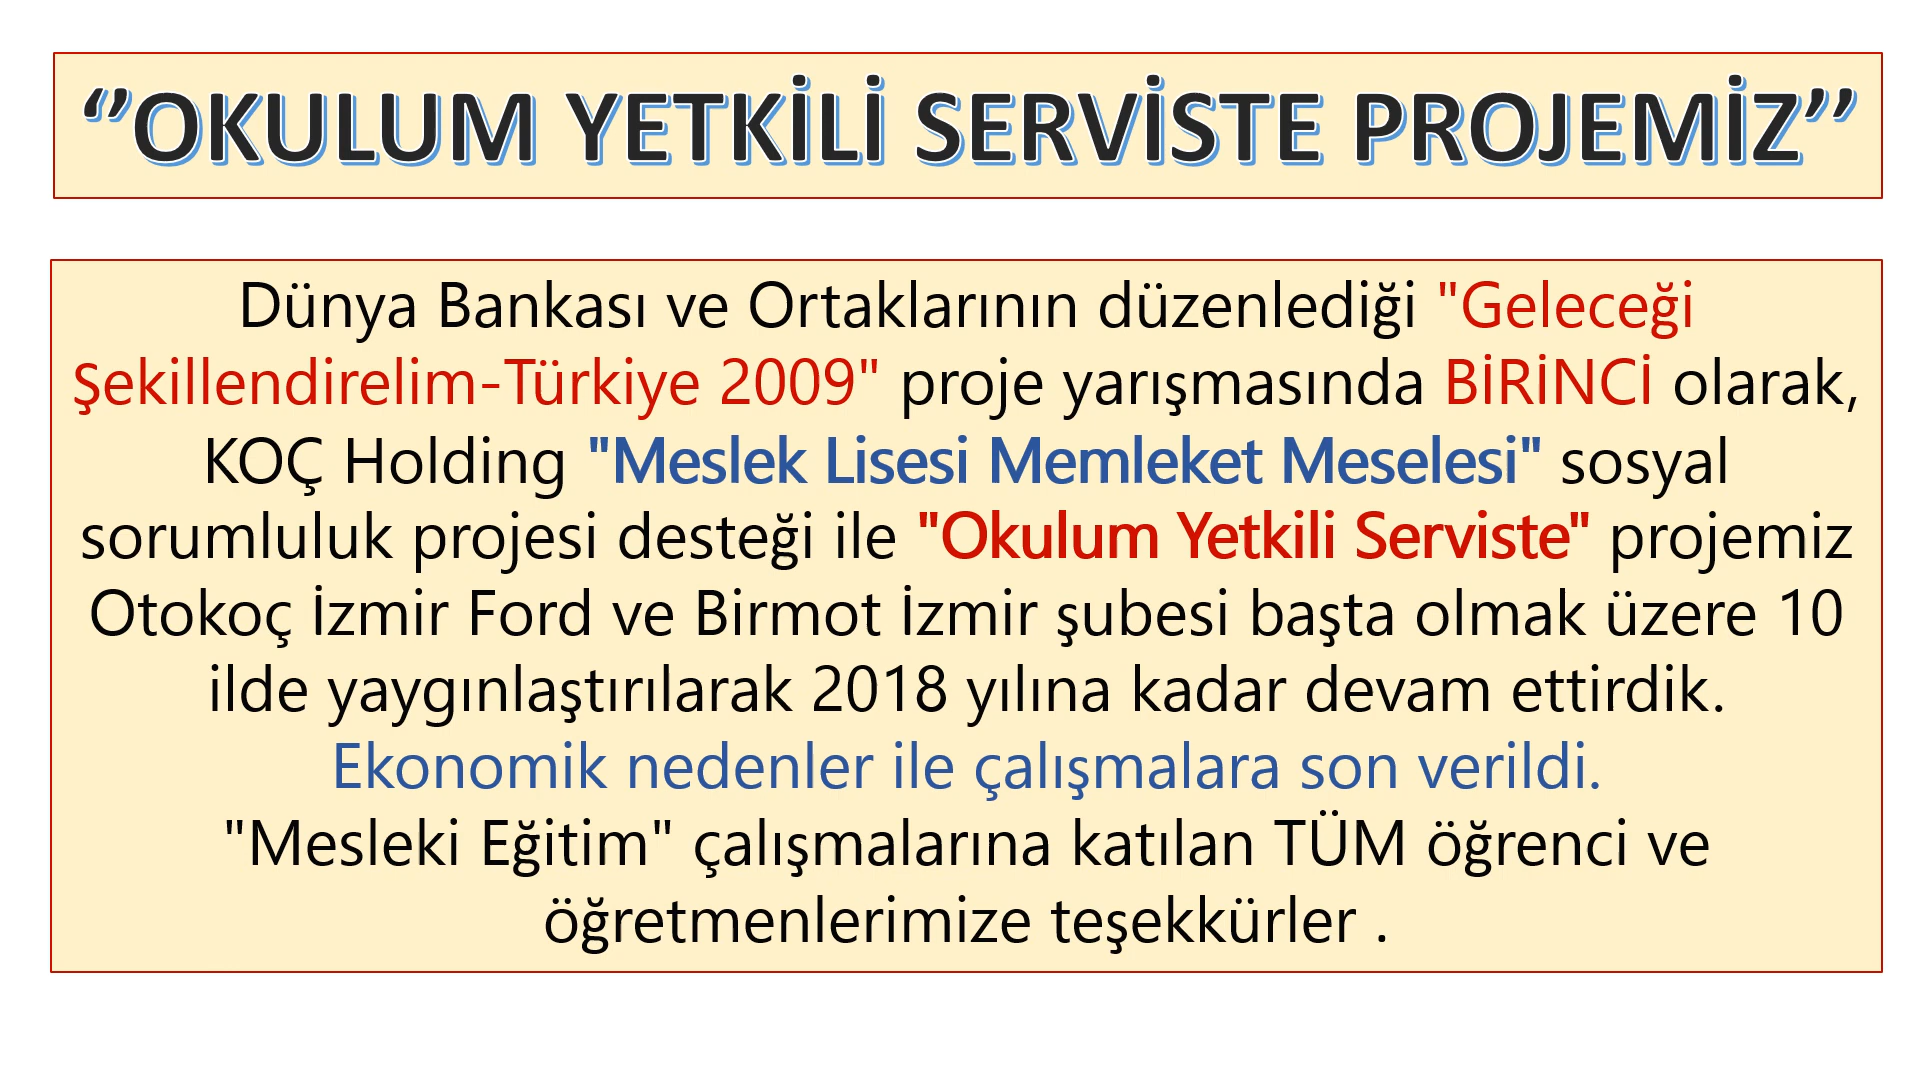 ‘’OKULUM YETKİLİ SERVİSTE PROJEMİZ’’
Dünya Bankası ve Ortaklarının düzenlediği "Geleceği
Şekillendirelim-Türkiye 2009" proje yarışmasında BİRİNCİ olarak,
KOÇ Holding "Meslek Lisesi Memleket Meselesi" sosyal
sorumluluk projesi desteği ile "Okulum Yetkili Serviste" projemiz
Otokoç İzmir Ford ve Birmot İzmir şubesi başta olmak üzere 10
ilde yaygınlaştırılarak 2018 yılına kadar devam ettirdik.
Ekonomik nedenler ile çalışmalara son verildi.
"Mesleki Eğitim" çalışmalarına katılan TÜM öğrenci ve
öğretmenlerimize teşekkürler .